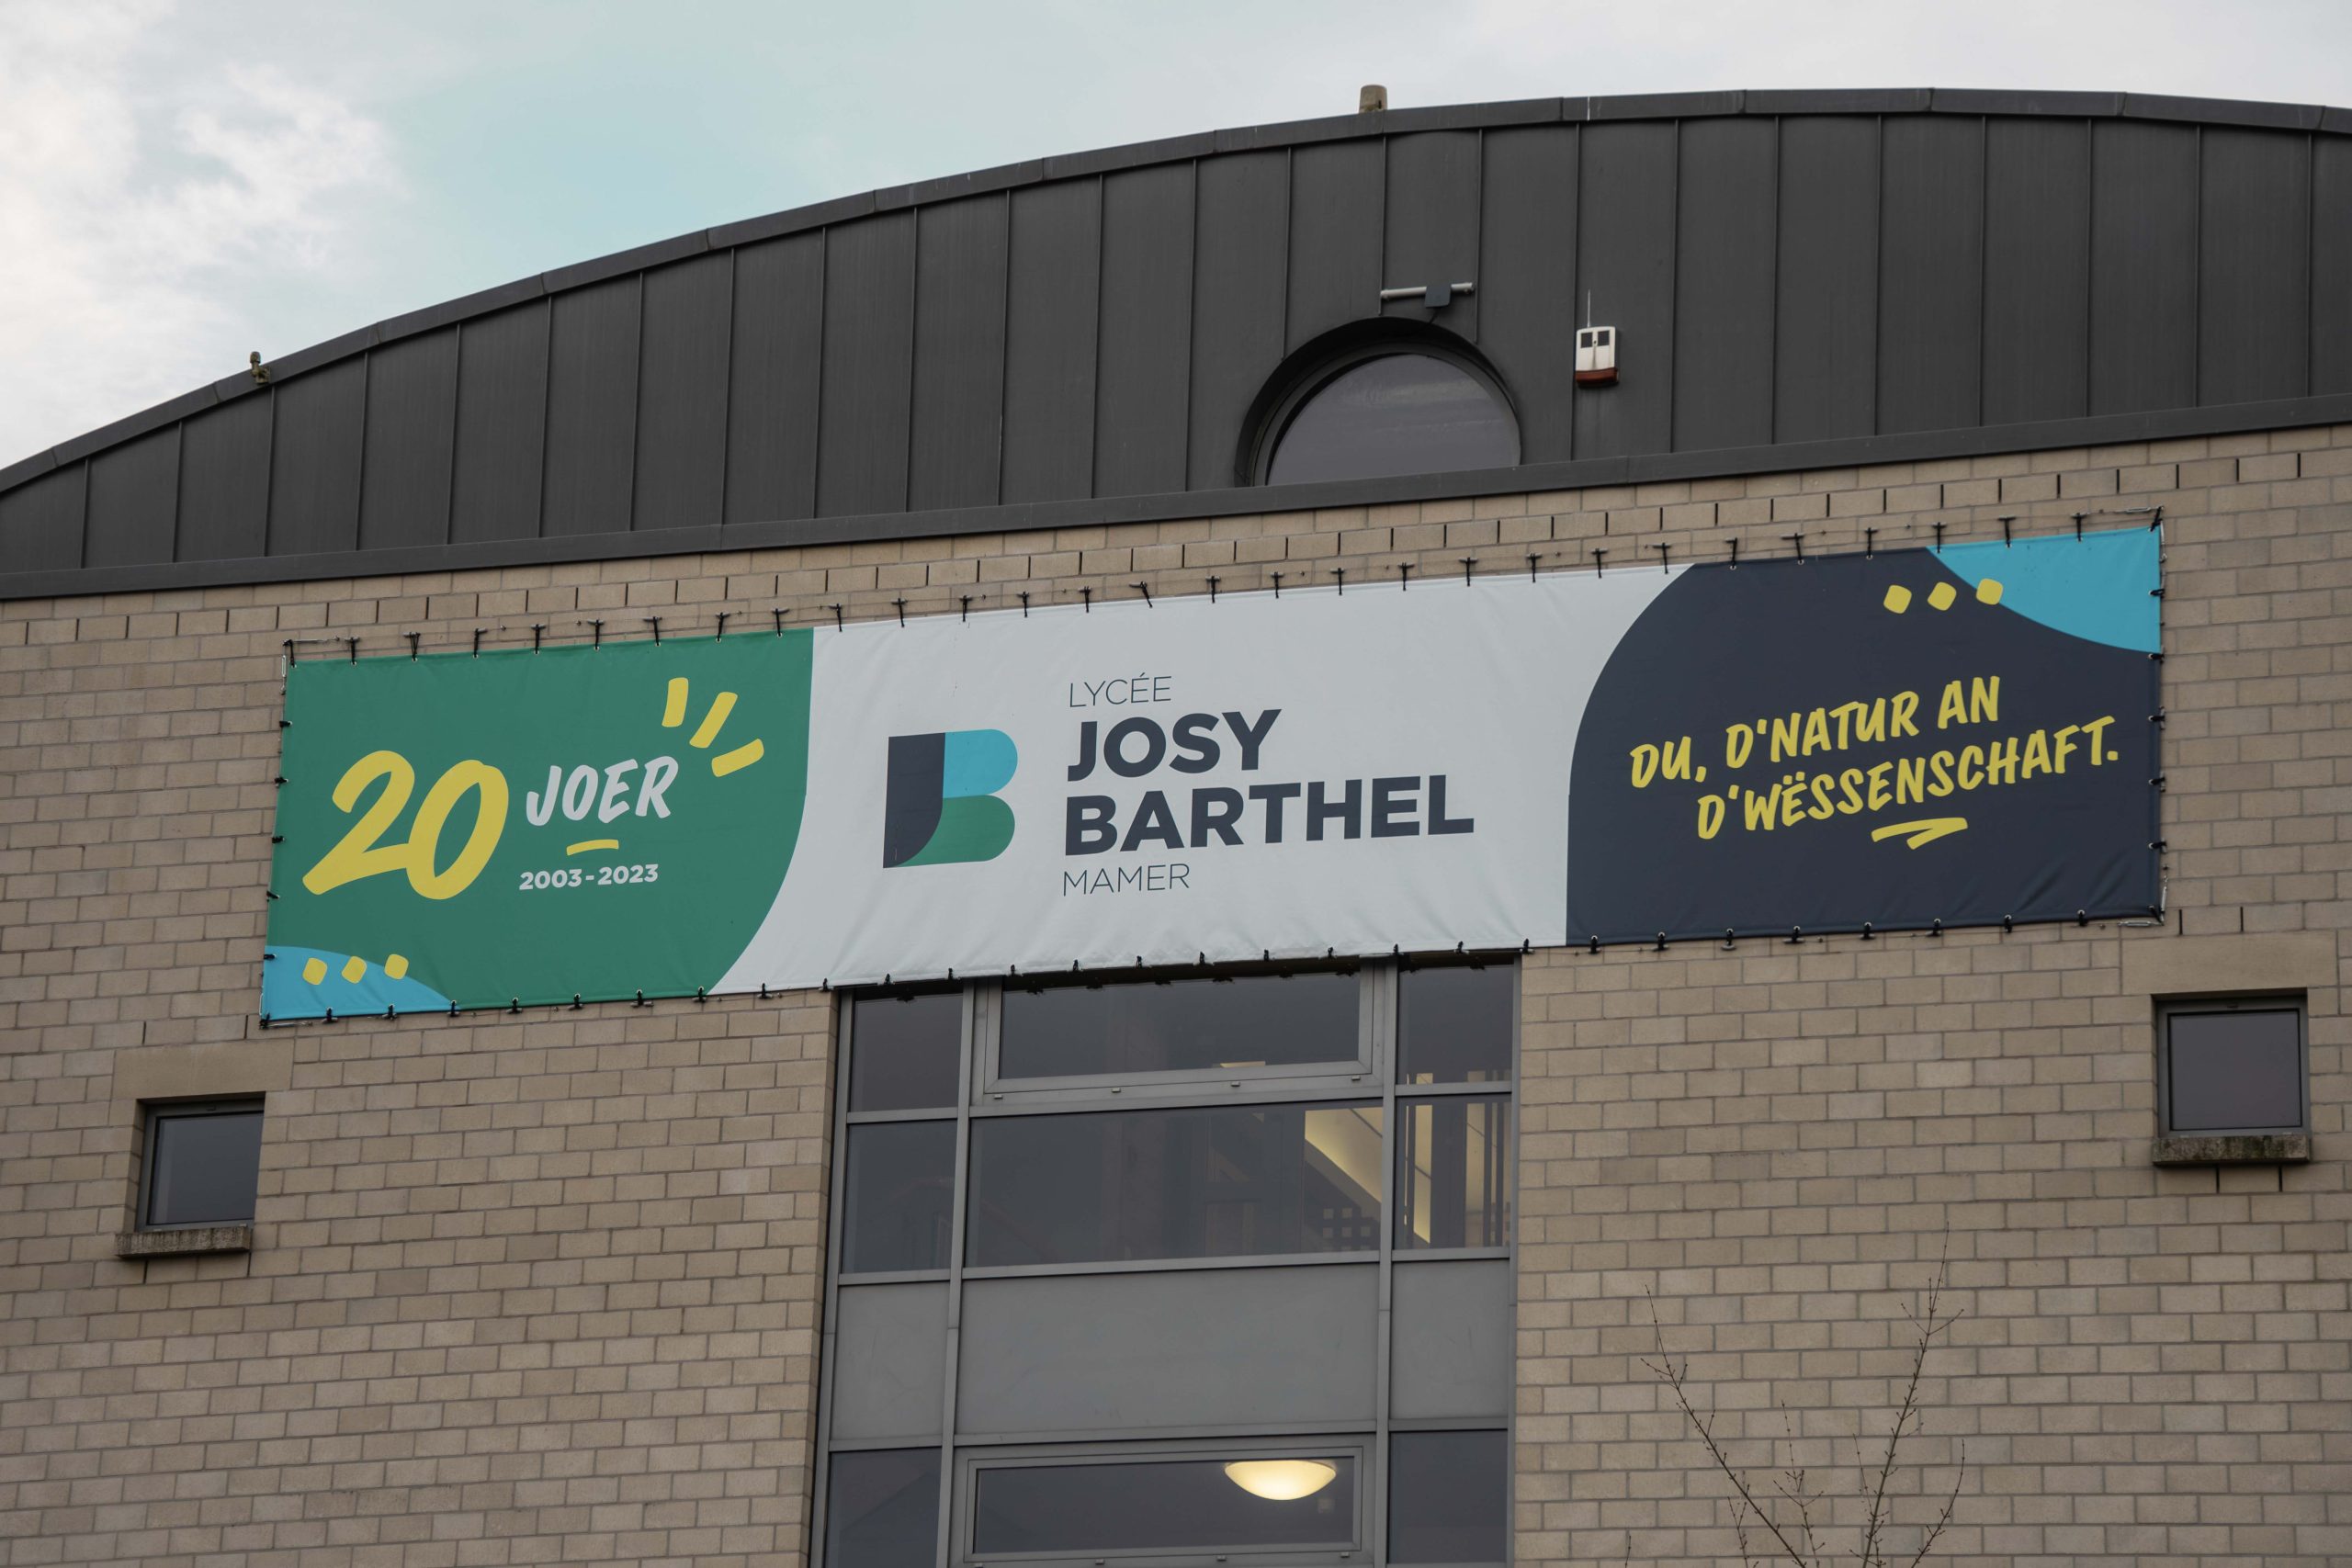 20 JOER
2003-2023
LYCÉE
JOSY
BARTHEL
MAMER
DU, D'NATUR AN
D'WËSSENSCHAFT.